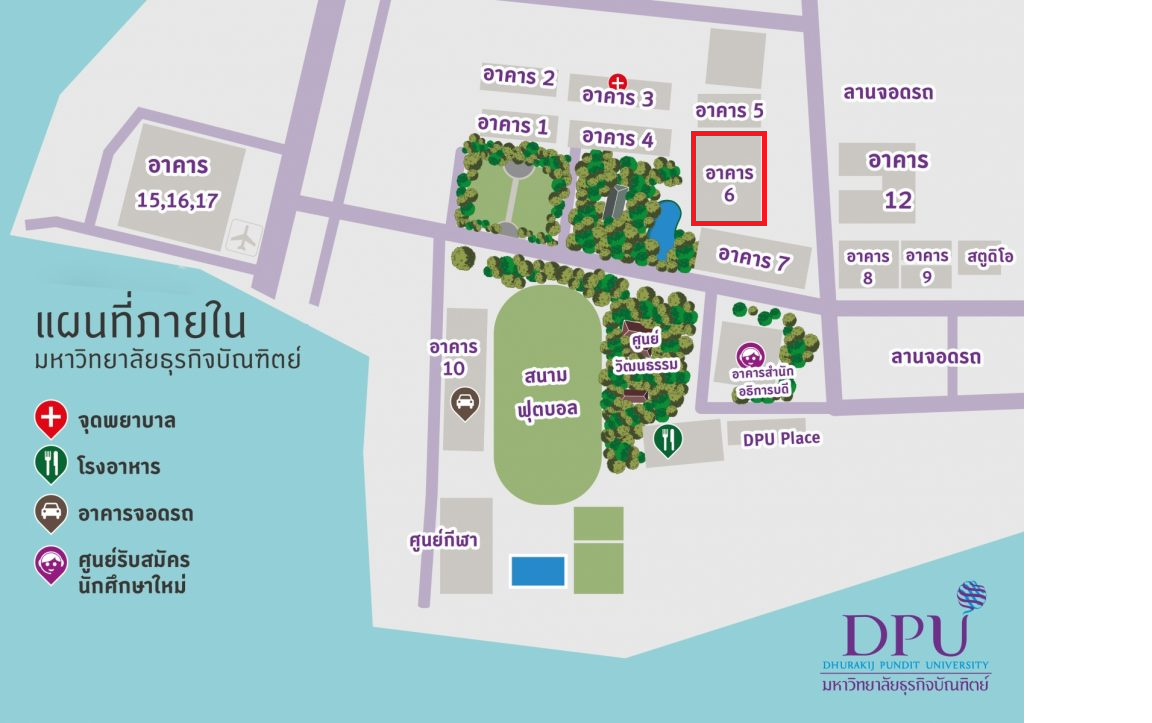 อาคาร 2
อาคาร 3
อาคาร 1
อาคาร 4
อาคาร 5
ลานจอดรถ
อาคาร
15,16,17
อาคาร
6
อาคาร
12
อาคาร 7
อาคาร
8
อาคาร
9
สตูดิโอ
แผนที่ภายใน
มหาวิทยาลัยธุรกิจบัณฑิตย์
อาคาร
10
สนาม
ฟุตบอล
ศูนย์
วัฒนธรรม
อาคารสำนัก
อธิการบดี
ลานจอดรถ
DPU Place
จุดพยาบาล
โรงอาหาร
อาคารจอดรถ
ศูนย์รับสมัคร
นักศึกษาใหม่
ศูนย์กีฬา
DPU
DHURAKIJ PUNDIT UNIVERSITY
มหาวิทยาลัยธุรกิจบัณฑิตย์